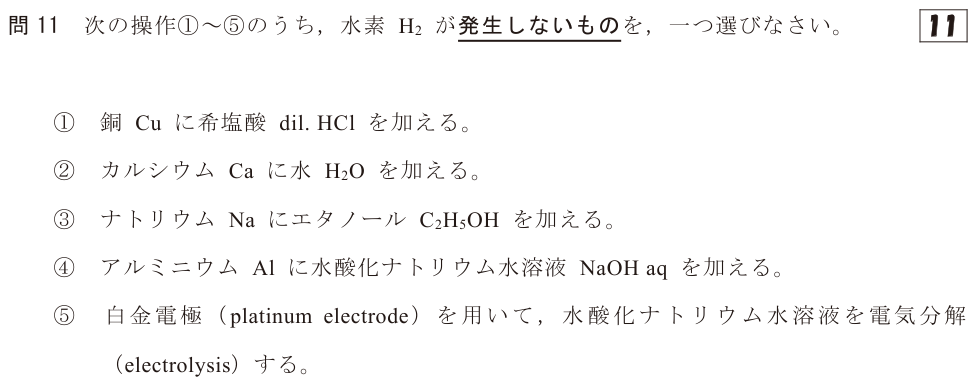 問11 次の操作①～⑤のうち，水素 H₂ が発生しないものを，一つ選びなさい。 11
① 銅 Cu に希塩酸 dil. HCl を加える。
② カルシウム Ca に水 H₂O を加える。
③ ナトリウム Na にエタノール C₂H₅OH を加える。
④ アルミニウム Al に水酸化ナトリウム水溶液 NaOH aq を加える。
⑤ 白金電極（platinum electrode）を用いて，水酸化ナトリウム水溶液を電気分解
（electrolysis）する。